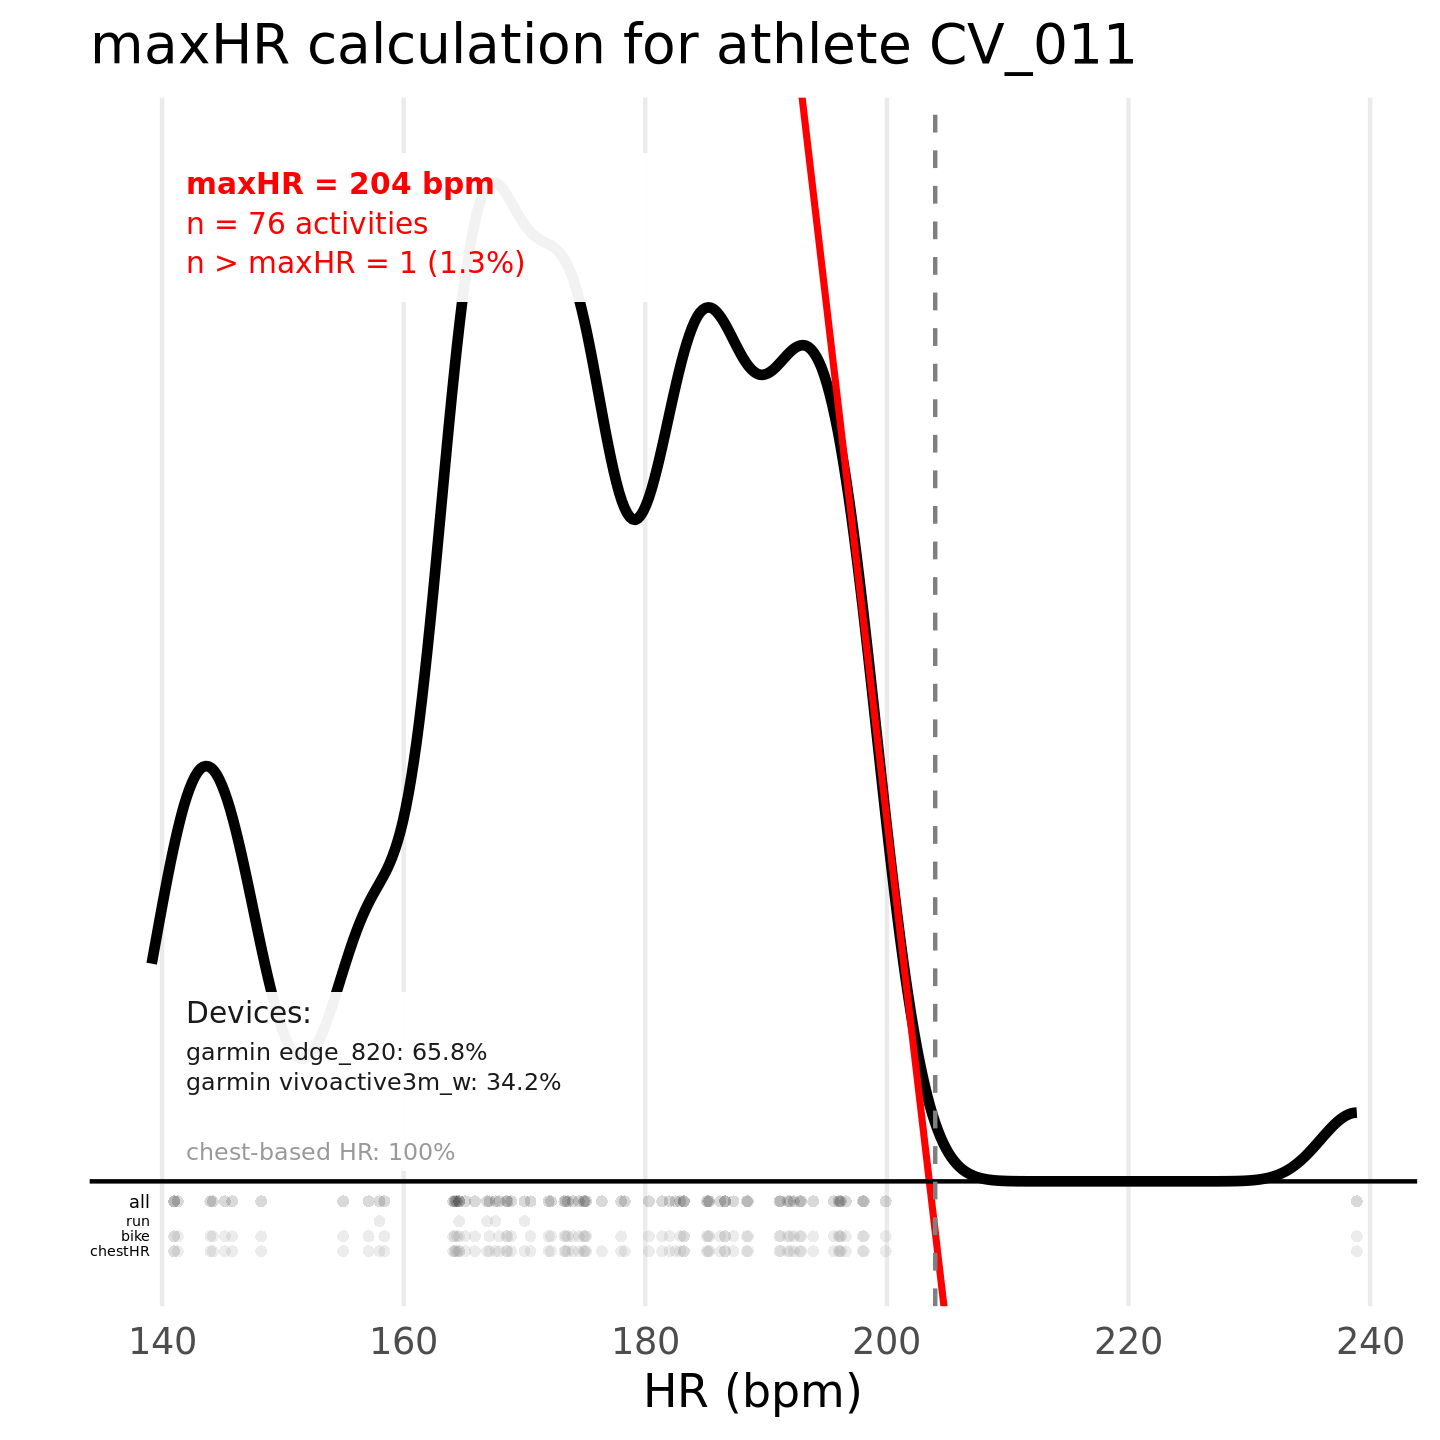 maxHR calculation for athlete CV_011
maxHR = 204 bpm
n = 76 activities
n > maxHR = 1 (1.3%)
Devices:
garmin edge_820: 65.8%
garmin vivoactive3m_w: 34.2%
chest-based HR: 100%
all
run
bike
chestHR
140 160 180 200 220 240
HR (bpm)